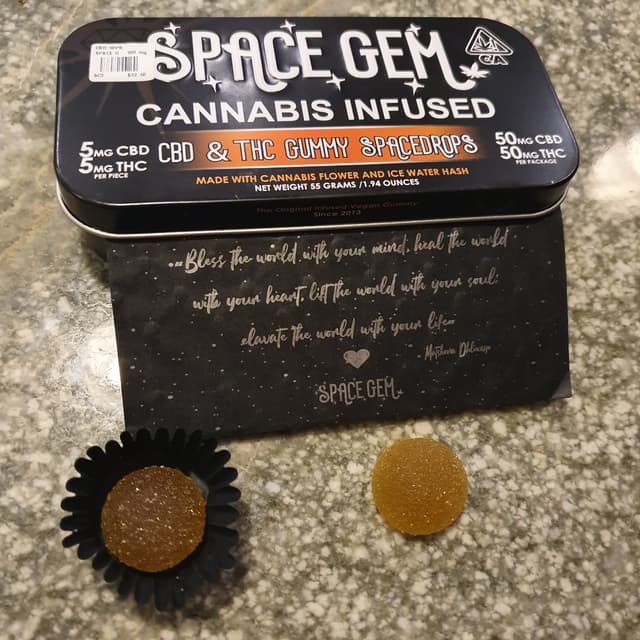 SPACE GEM
CANNABIS INFUSED
5MG CBD
5MG THC
PER PIECE
CBD & THC GUMMY SPACEDROPS
50MG CBD
50MG THC
PER PACKAGE
MADE WITH CANNABIS FLOWER AND ICE WATER HASH
NET WEIGHT 55 GRAMS /1.94 OUNCES
The Original Infused Vegan Gummy
Since 2013
CA
...Bless the world with your mind, heal the world
with your heart, lift the world with your soul;
elavate the world with your life...
SPACE GEM